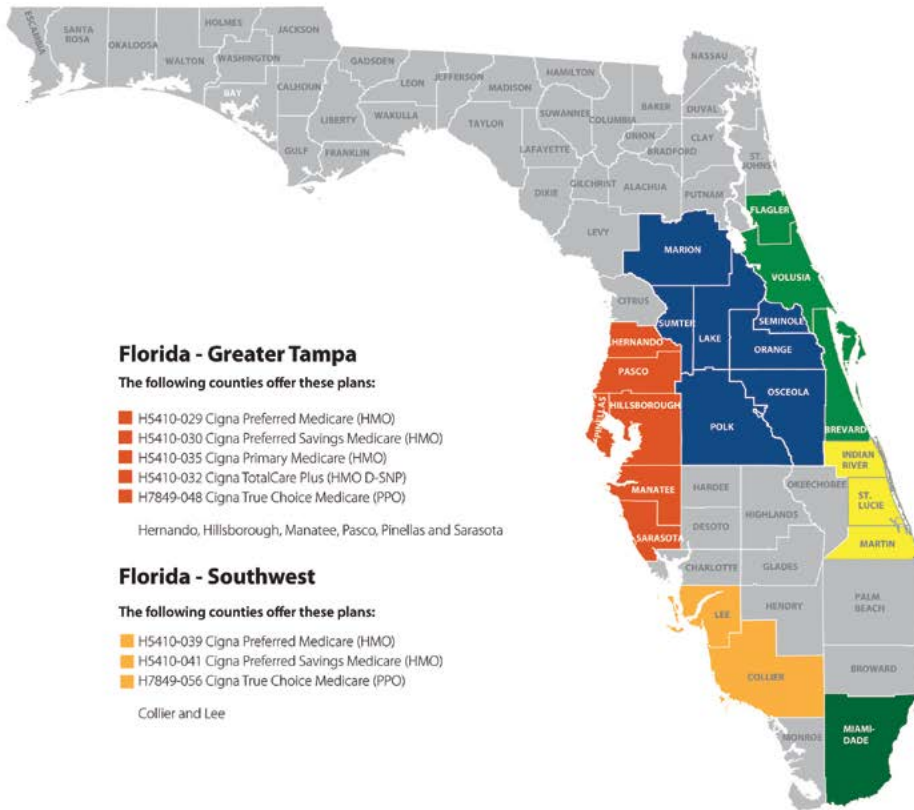 ESCAMBIA
SANTA
ROSA
OKALOOSA
WALTON
HOLMES
WASHINGTON
JACKSON
BAY
CALHOUN
GULF
LIBERTY
FRANKLIN
GADSDEN
LEON
WAKULLA
JEFFERSON
MADISON
TAYLOR
HAMILTON
SUWANNEE
LAFAYETTE
DIXIE
COLUMBIA
GILCHRIST
BAKER
UNION
BRADFORD
ALACHUA
LEVY
NASSAU
DUVAL
CLAY
PUTNAM
ST.
JOHNS
FLAGLER
VOLUSIA
MARION
CITRUS
SUMTER
LAKE
SEMINOLE
ORANGE
OSCEOLA
POLK
BREVARD
HERNANDO
PASCO
PINELLAS
HILLSBOROUGH
MANATEE
SARASOTA
INDIAN
RIVER
ST.
LUCIE
MARTIN
HARDEE
DESOTO
HIGHLANDS
OKEECHOBEE
CHARLOTTE
GLADES
LEE
HENDRY
PALM
BEACH
COLLIER
BROWARD
MONROE
MIAMI-
DADE
Florida - Greater Tampa
The following counties offer these plans:
H5410-029 Cigna Preferred Medicare (HMO)
H5410-030 Cigna Preferred Savings Medicare (HMO)
H5410-035 Cigna Primary Medicare (HMO)
H5410-032 Cigna TotalCare Plus (HMO D-SNP)
H7849-048 Cigna True Choice Medicare (PPO)
Hernando, Hillsborough, Manatee, Pasco, Pinellas and Sarasota
Florida - Southwest
The following counties offer these plans:
H5410-039 Cigna Preferred Medicare (HMO)
H5410-041 Cigna Preferred Savings Medicare (HMO)
H7849-056 Cigna True Choice Medicare (PPO)
Collier and Lee